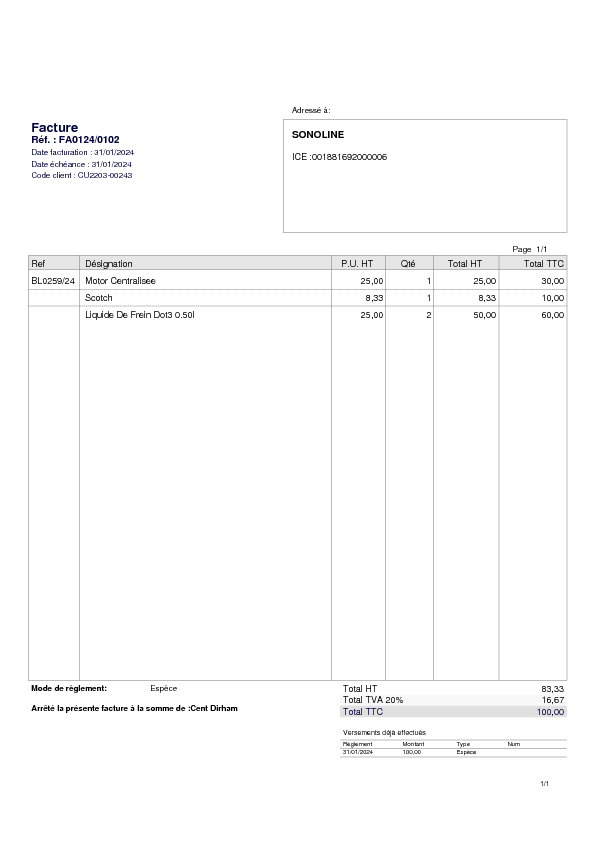 Adressé à:
Facture
Réf. : FA0124/0102
Date facturation : 31/01/2024
Date échéance : 31/01/2024
Code client : CU2203-00243
SONOLINE
ICE :001881692000006
Page 1/1
Ref Désignation P.U. HT Qté Total HT Total TTC
BL0259/24 Motor Centralisee 25,00 1 25,00 30,00
Scotch 8,33 1 8,33 10,00
Liquide De Frein Dot3 0.50l 25,00 2 50,00 60,00
Mode de règlement: Espèce
Arrêté la présente facture à la somme de :Cent Dirham
Total HT 83,33
Total TVA 20% 16,67
Total TTC 100,00
Versements déjà effectués
Règlement Montant Type Num
31/01/2024 100,00 Espèce
1/1